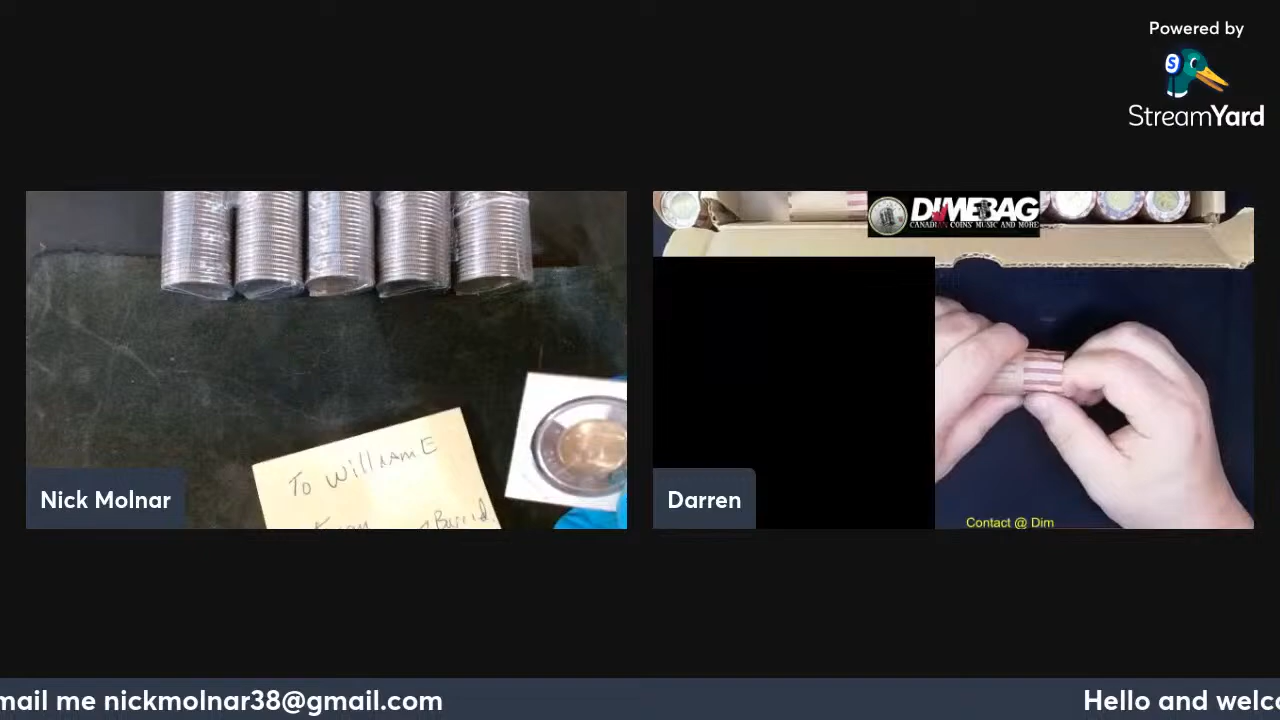 Powered by
S
StreamYard
DIMEBAG
CANADIAN COINS MUSIC AND MORE
To WilliamE
Nick Molnar
Darren
Contact @ Dim
mail me nickmolnar38@gmail.com
Hello and welco